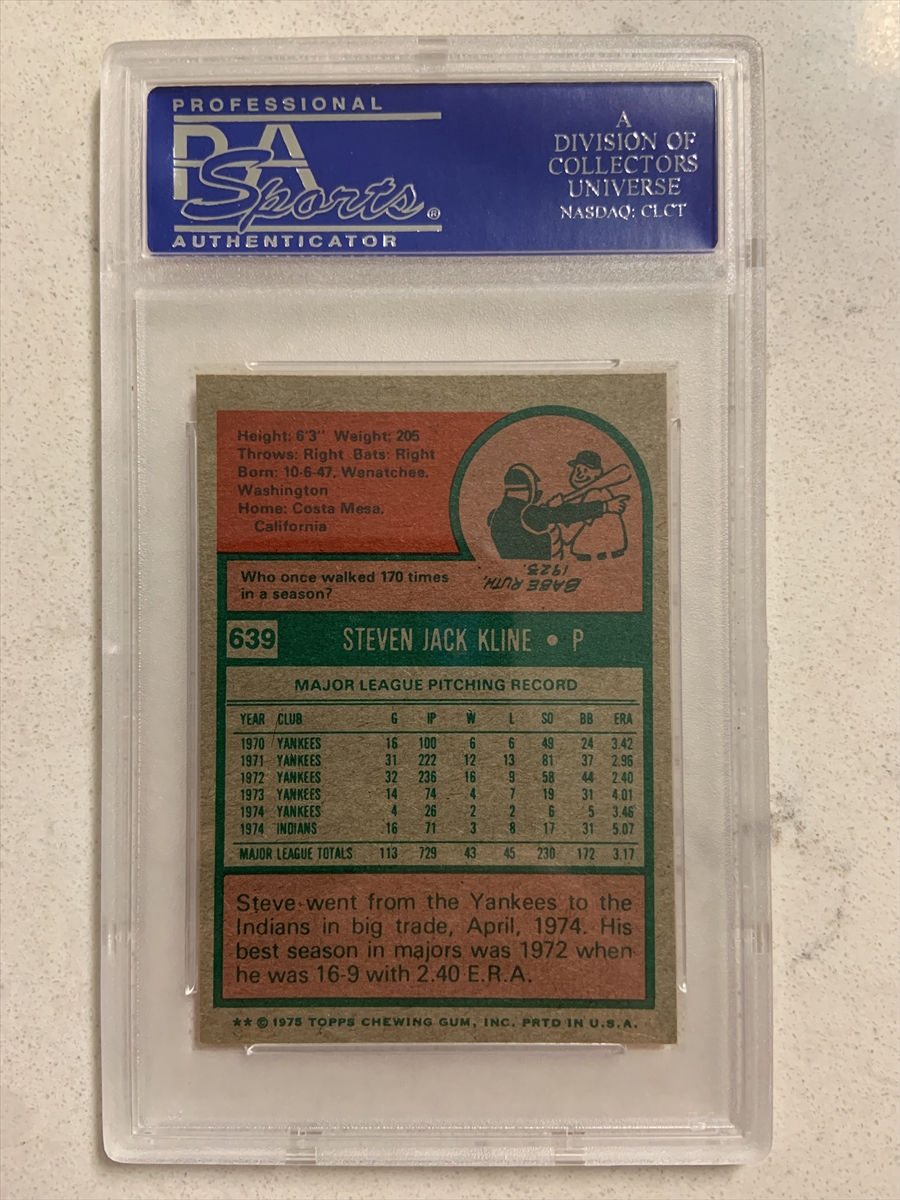 PROFESSIONAL
PSA
Sports®
AUTHENTICATOR
A
DIVISION OF
COLLECTORS
UNIVERSE
NASDAQ: CLCT
Height: 6'3" Weight; 205
Throws: Right Bats: Right
Born: 10-6-47, Wenatchee,
Washington
Home: Costa Mesa,
California
Who once walked 170 times
in a season?
BABE RUTH,
1923.
639 STEVEN JACK KLINE • P
MAJOR LEAGUE PITCHING RECORD
YEAR CLUB G IP W L SO BB ERA
1970 YANKEES 16 100 6 6 49 24 3.42
1971 YANKEES 31 222 12 13 81 37 2.96
1972 YANKEES 32 236 16 9 58 44 2.40
1973 YANKEES 14 74 4 7 19 31 4.01
1974 YANKEES 4 26 2 2 6 5 3.46
1974 INDIANS 16 71 3 8 17 31 5.07
MAJOR LEAGUE TOTALS 113 729 43 45 230 172 3.17
Steve went from the Yankees to the
Indians in big trade, April, 1974. His
best season in majors was 1972 when
he was 16-9 with 2.40 E.R.A.
** © 1975 TOPPS CHEWING GUM, INC. PRTD IN U.S.A.